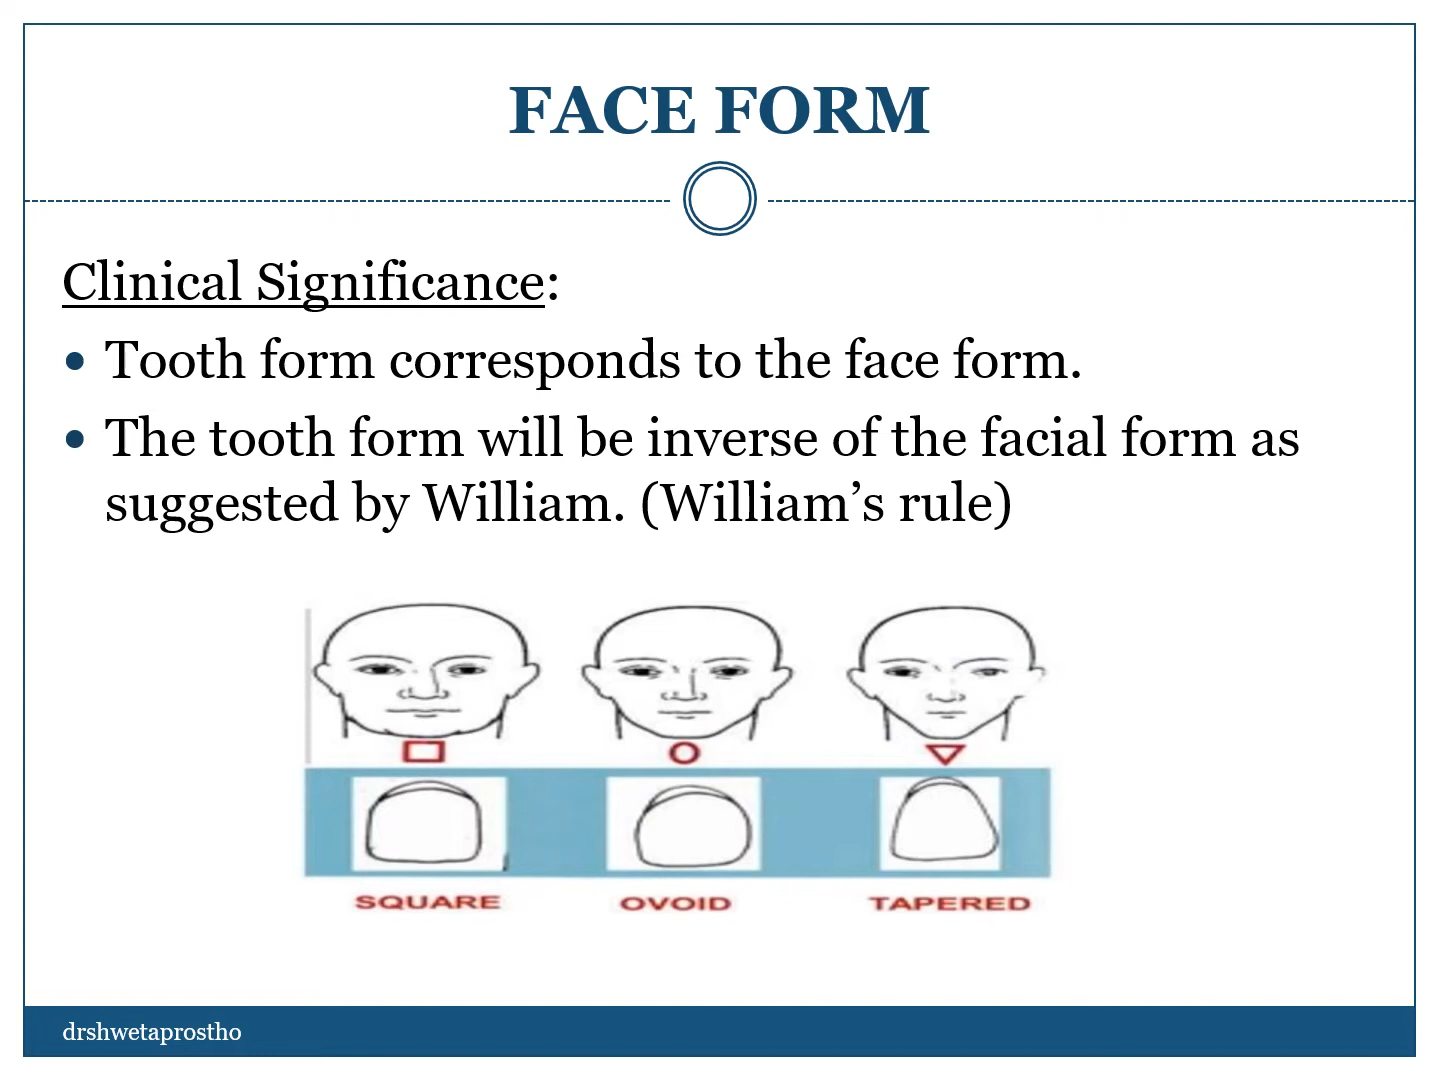 FACE FORM
Clinical Significance:
• Tooth form corresponds to the face form.
• The tooth form will be inverse of the facial form as
suggested by William. (William’s rule)
SQUARE OVOID TAPERED
drshwetaprostho